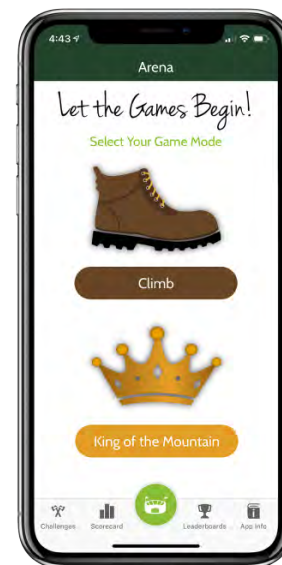 4:43
Arena
Let the Games Begin!
Select Your Game Mode
Climb
King of the Mountain
Challenges
Scorecard
Leaderboards
App Info